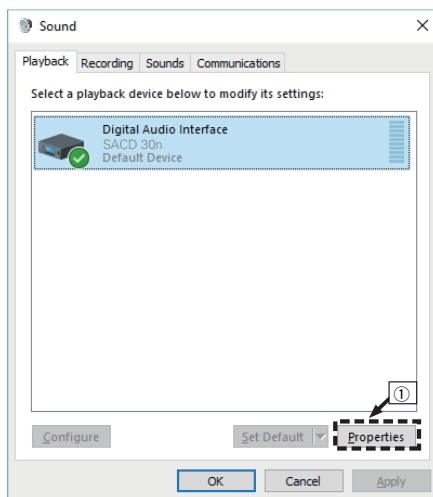 Sound
Playback Recording Sounds Communications
Select a playback device below to modify its settings:
Digital Audio Interface
SACD 30n
Default Device
①
Configure Set Default Properties
OK Cancel Apply